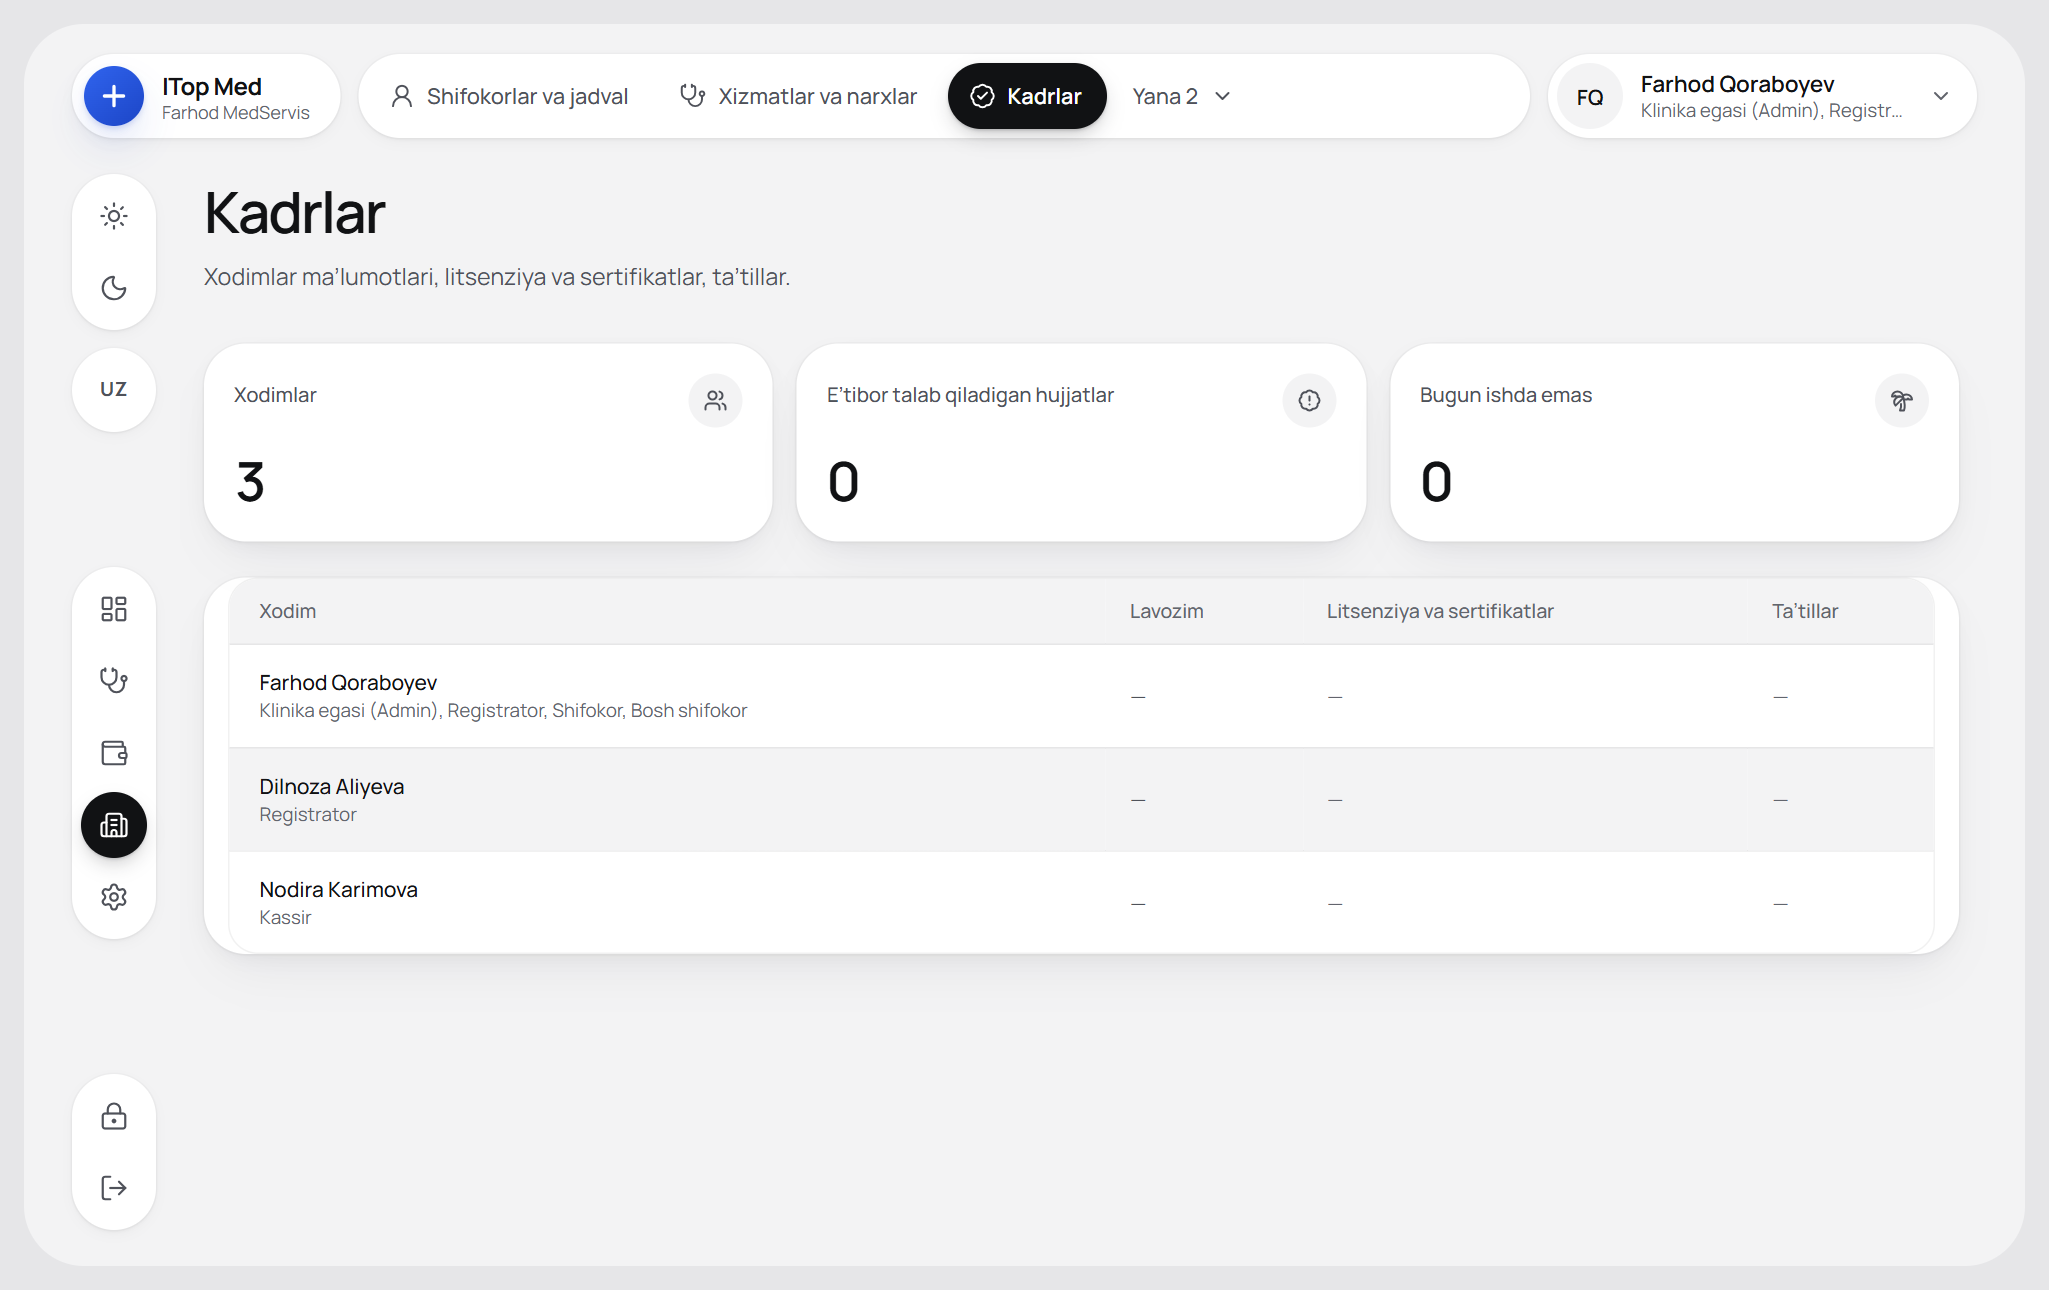 ITop Med
Farhod MedServis
Shifokorlar va jadval
Xizmatlar va narxlar
Kadrlar
Yana 2
FQ
Farhod Qoraboyev
Klinika egasi (Admin), Registr...
Kadrlar
Xodimlar ma’lumotlari, litsenziya va sertifikatlar, ta’tillar.
UZ
Xodimlar
3
E’tibor talab qiladigan hujjatlar
0
Bugun ishda emas
0
Xodim Lavozim Litsenziya va sertifikatlar Ta’tillar
Farhod Qoraboyev
Klinika egasi (Admin), Registrator, Shifokor, Bosh shifokor
— — —
Dilnoza Aliyeva
Registrator
— — —
Nodira Karimova
Kassir
— — —